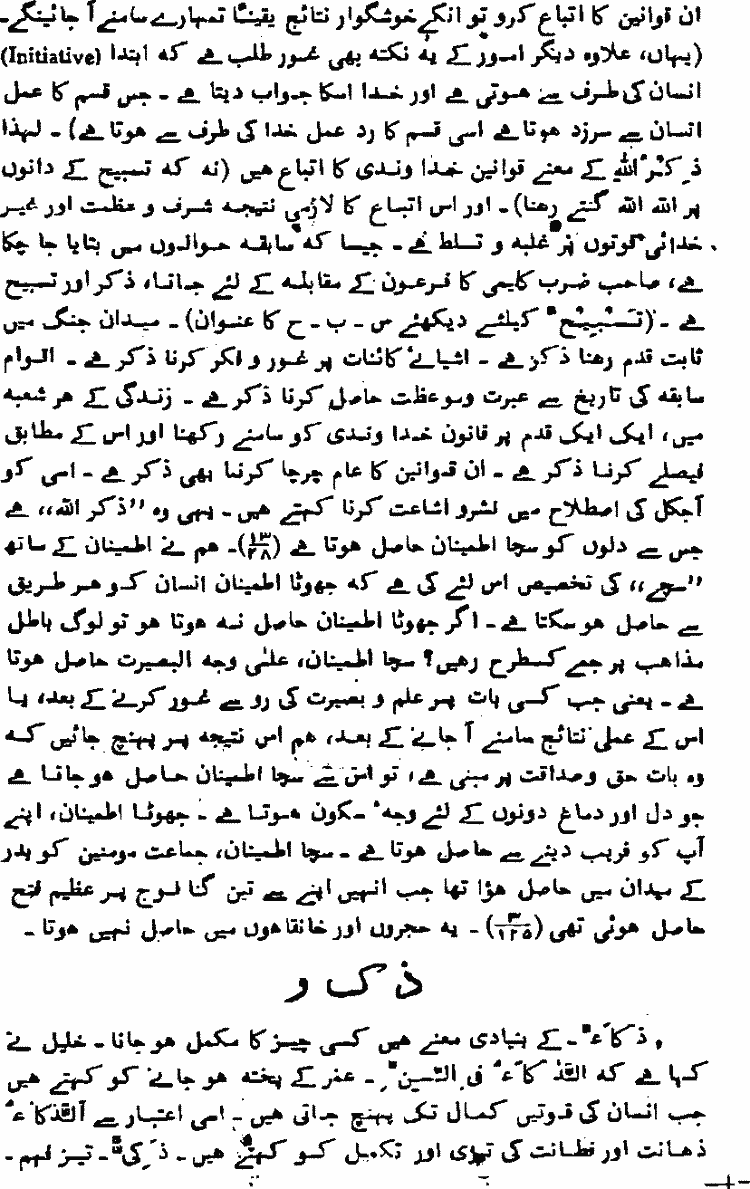 ان قوانین کا اتباع کرو تو انکے خوشگوار نتائج یقیناً تمہارے سامنے آ جائینگے۔
(یہاں، علاوہ دیگر امور کے یہ نکتہ بھی غور طلب ہے کہ ابتدا (Initiative)
انسان کی طرف سے ہوتی ہے اور خدا اسکا جواب دیتا ہے ۔ جس قسم کا عمل
انسان سے سرزد ہوتا ہے اسی قسم کا رد عمل خدا کی طرف سے ہوتا ہے) ۔ لہذا
ذِکْرُ اللّٰہِ کے معنے قوانین خدا وندی کا اتباع ہیں (نہ کہ تسبیح کے دانوں
پر اللہ اللہ گنتے رہنا) ۔ اور اس اتباع کا لازمی نتیجہ شرف و عظمت اور غیر
خدائی قوتوں پر غلبہ و تسلط ہے ۔ جیسا کہ سابقہ حوالوں میں بتایا جا چکا
ہے، صاحب ضرب کلیمی کا فرعون کے مقابلہ کے لئے جانا، ذکر اور تسبیح
ہے ۔ (تَسْبِیْحٌ کیلئے دیکھئے س ۔ ب ۔ ح کا عنوان) ۔ میدان جنگ میں
ثابت قدم رہنا ذکر ہے ۔ اشیائے کائنات پر غور و فکر کرنا ذکر ہے ۔ اقوام
سابقہ کی تاریخ سے عبرت وموعظت حاصل کرنا ذکر ہے ۔ زندگی کے ہر شعبہ
میں، ایک ایک قدم پر قانون خدا وندی کو سامنے رکھنا اور اس کے مطابق
فیصلے کرنا ذکر ہے ۔ ان قوانین کا عام چرچا کرنا بھی ذکر ہے ۔ اسی کو
آجکل کی اصطلاح میں نشرو اشاعت کرنا کہتے ہیں ۔ یہی وہ ”ذکر اللہ،، ہے
جس سے دلوں کو سچا اطمینان حاصل ہوتا ہے (۱۳/۲۸)۔ ہم نے اطمینان کے ساتھ
”سچے،، کی تخصیص اس لئے کی ہے کہ جھوٹا اطمینان انسان کو ہر طریق
سے حاصل ہو سکتا ہے ۔ اگر جھوٹا اطمینان حاصل نہ ہوتا ہو تو لوگ باطل
مذاہب پر جمے کسطرح رہیں؟ سچا اطمینان، علیٰ وجہ البصیرت حاصل ہوتا
ہے ۔ یعنی جب کسی بات پر علم و بصیرت کی رو سے غور کرنے کے بعد، یا
اس کے عملی نتائج سامنے آ جانے کے بعد، ہم اس نتیجہ پر پہنچ جائیں کہ
وہ بات حق وصداقت پر مبنی ہے، تو اس سے سچا اطمینان حاصل ہو جاتا ہے
جو دل اور دماغ دونوں کے لئے وجہٴ سکون ہوتا ہے ۔ جھوٹا اطمینان، اپنے
آپ کو فریب دینے سے حاصل ہوتا ہے ۔ سچا اطمینان، جماعت مومنین کو بدر
کے میدان میں حاصل ہؤا تھا جب انہیں اپنے سے تین گنا فوج پر عظیم فتح
حاصل ہوئی تھی (۳/۱۲۵) ۔ یہ حجروں اور خانقاہوں میں حاصل نہیں ہوتا ۔
ذ ک و
ذَکَاءٌ ۔ کے بنیادی معنے ہیں کسی چیز کا مکمل ہو جانا ۔ خلیل نے
کہا ہے کہ اَلذَّکَاءُ فِی السِّنِّ ۔ عمر کے پختہ ہو جانے کو کہتے ہیں
جب انسان کی قوتیں کمال تک پہنچ جاتی ہیں ۔ اسی اعتبار سے اَلذَّکَاءُ
ذہانت اور فطانت کی تیزی اور تکمیل کو کہتے ہیں ۔ ذَکِیٌّ ۔ تیز فہم ۔